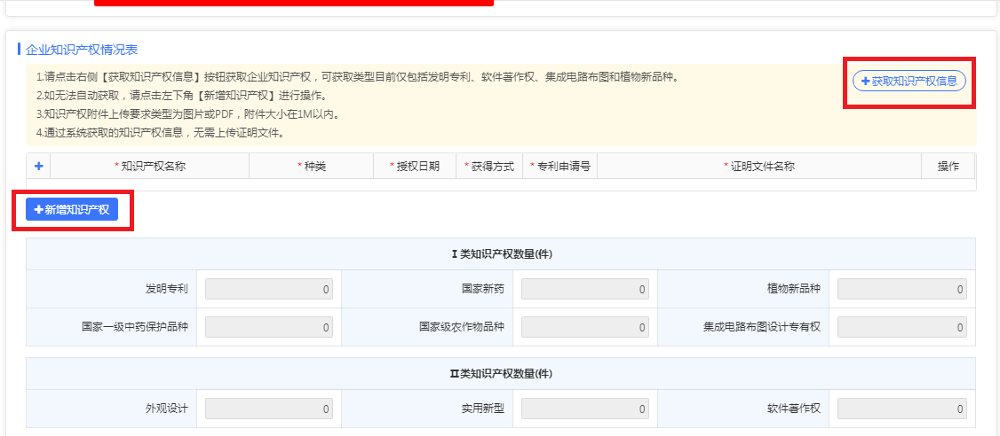 企业知识产权情况表
1.请点击右侧【获取知识产权信息】按钮获取企业知识产权，可获取类型目前仅包括发明专利、软件著作权、集成电路布图和植物新品种。
+获取知识产权信息
2.如无法自动获取，请点击左下角【新增知识产权】进行操作。
3.知识产权附件上传要求类型为图片或PDF，附件大小在1M以内。
4.通过系统获取的知识产权信息，无需上传证明文件。
+ *知识产权名称 *种类 *授权日期 *获得方式 *专利申请号 *证明文件名称 操作
+新增知识产权
I 类知识产权数量(件)
发明专利 0 国家新药 0 植物新品种 0
国家一级中药保护品种 0 国家级农作物品种 0 集成电路布图设计专有权 0
II类知识产权数量(件)
外观设计 0 实用新型 0 软件著作权 0